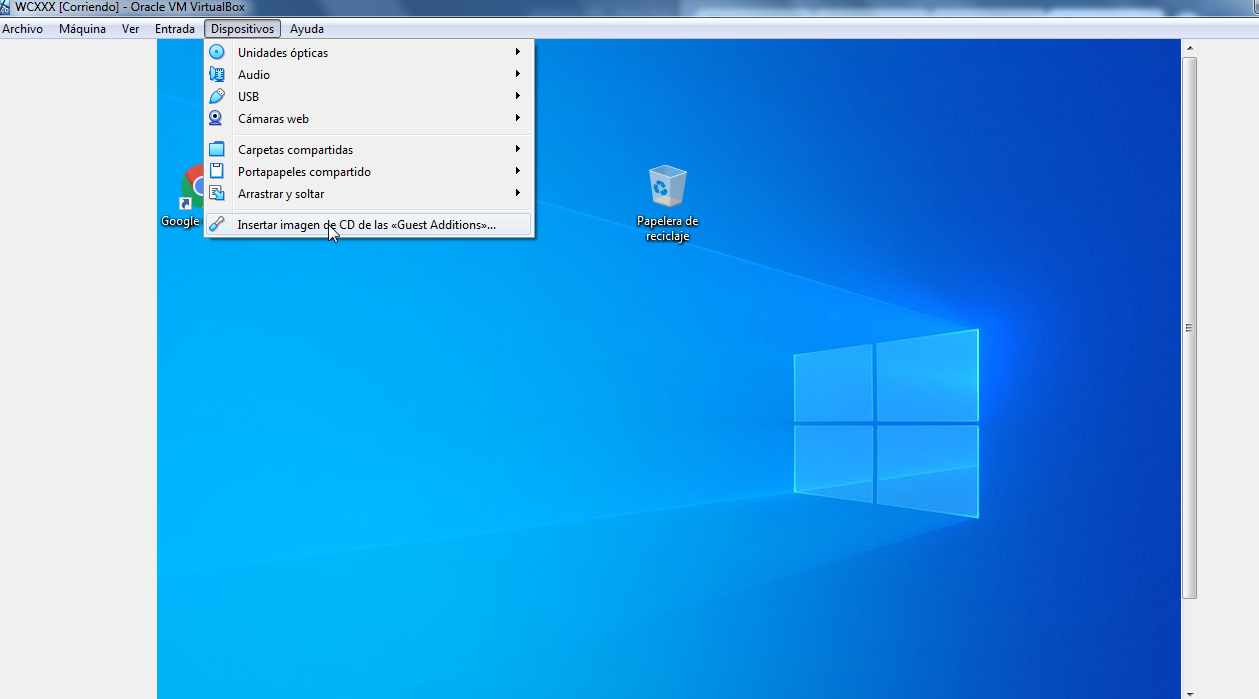 WCXXX [Corriendo] - Oracle VM VirtualBox
Archivo Máquina Ver Entrada Dispositivos Ayuda
Unidades ópticas
Audio
USB
Cámaras web
Carpetas compartidas
Portapapeles compartido
Arrastrar y soltar
Insertar imagen de CD de las «Guest Additions»...
Google
Papelera de
reciclaje